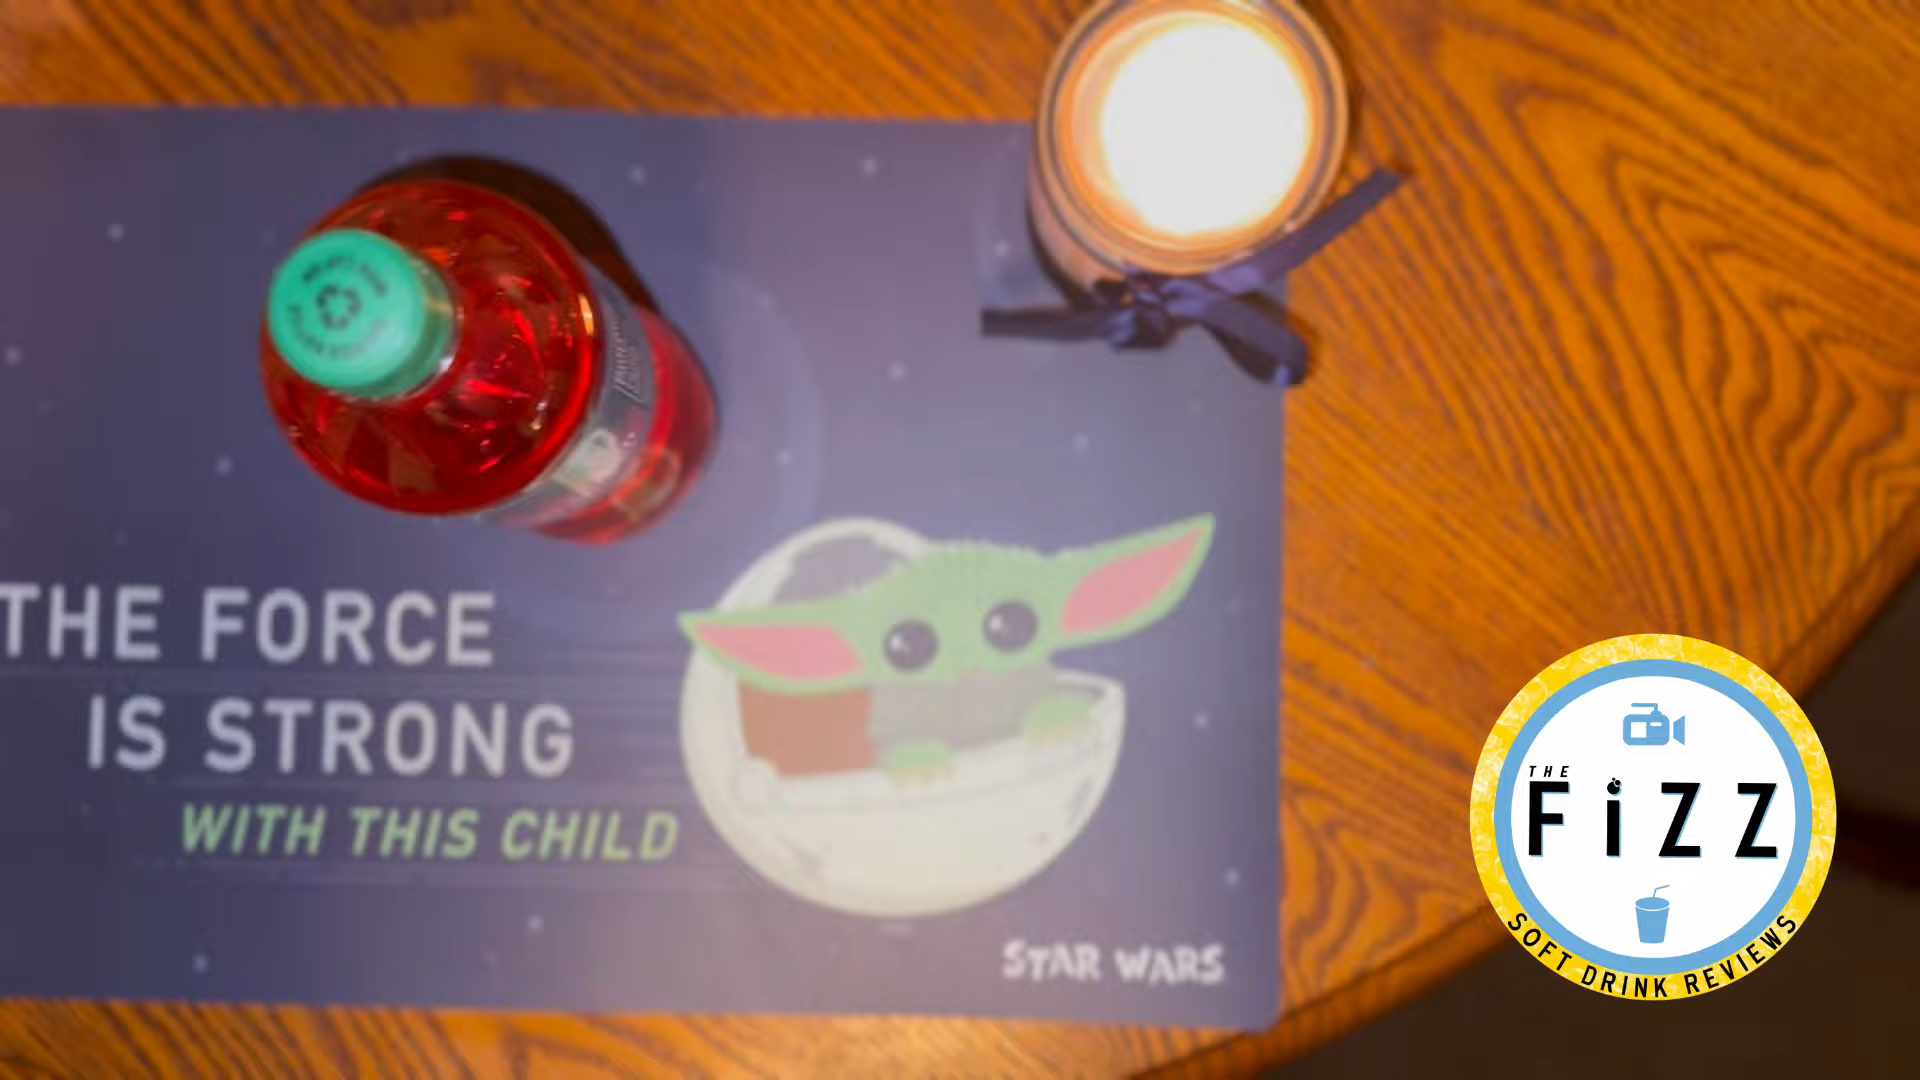 THE FORCE
IS STRONG
WITH THIS CHILD
STAR WARS
THE
FiZZ
SOFT DRINK REVIEWS